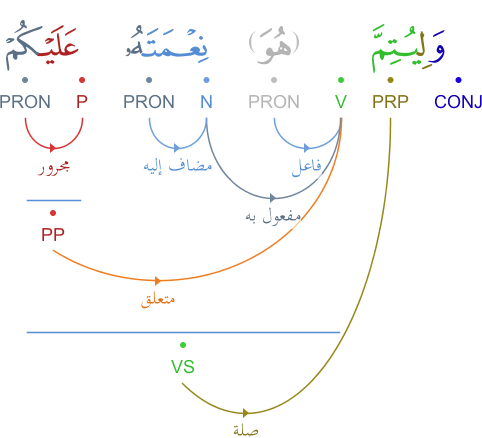 وَلِيُتِمَّ (هُوَ) نِعْمَتَهُۥ عَلَيْكُمْ
CONJ PRP V PRON N PRON P PRON
فاعل مضاف إليه مجرور
مفعول به
PP
متعلق
VS
صلة